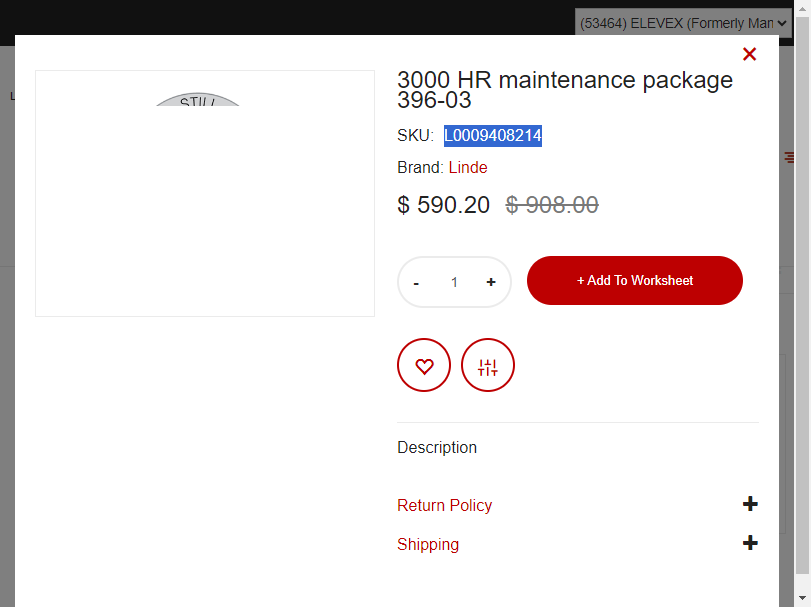 (53464) ELEVEX (Formerly Man
L
STILL
3000 HR maintenance package
396-03
SKU: L0009408214
Brand: Linde
$ 590.20 $ 908.00
- 1 + + Add To Worksheet
Description
Return Policy +
Shipping +